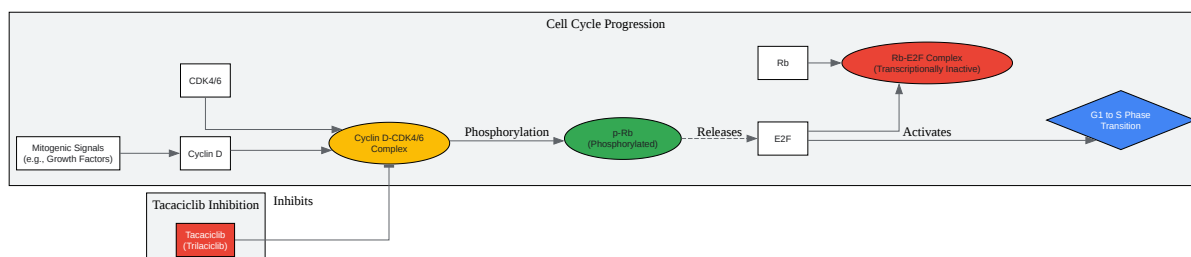 Cell Cycle Progression
CDK4/6
Mitogenic Signals
(e.g., Growth Factors)
Cyclin D
Cyclin D-CDK4/6
Complex
Phosphorylation
p-Rb
(Phosphorylated)
Releases
Rb
E2F
Rb-E2F Complex
(Transcriptionally Inactive)
Activates
G1 to S Phase
Transition
Tacaciclib Inhibition
Inhibits
Tacaciclib
(Trilaciclib)